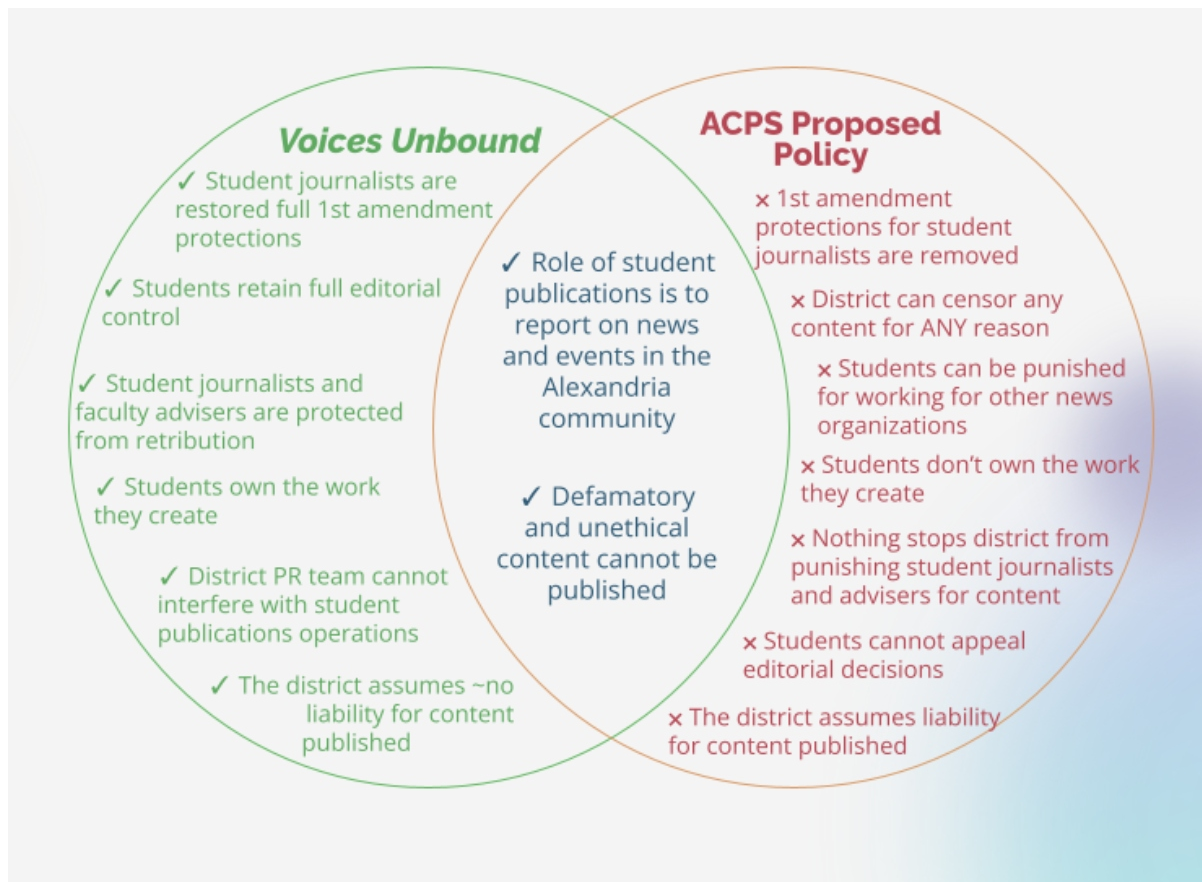 Voices Unbound
✓ Student journalists are
restored full 1st amendment
protections
✓ Students retain full editorial
control
✓ Student journalists and
faculty advisers are protected
from retribution
✓ Students own the work
they create
✓ District PR team cannot
interfere with student
publications operations
✓ The district assumes ~no
liability for content
published
✓ Role of student
publications is to
report on news
and events in the
Alexandria
community
✓ Defamatory
and unethical
content cannot be
published
ACPS Proposed
Policy
× 1st amendment
protections for student
journalists are removed
× District can censor any
content for ANY reason
× Students can be punished
for working for other news
organizations
× Students don’t own the work
they create
× Nothing stops district from
punishing student journalists
and advisers for content
× Students cannot appeal
editorial decisions
× The district assumes liability
for content published